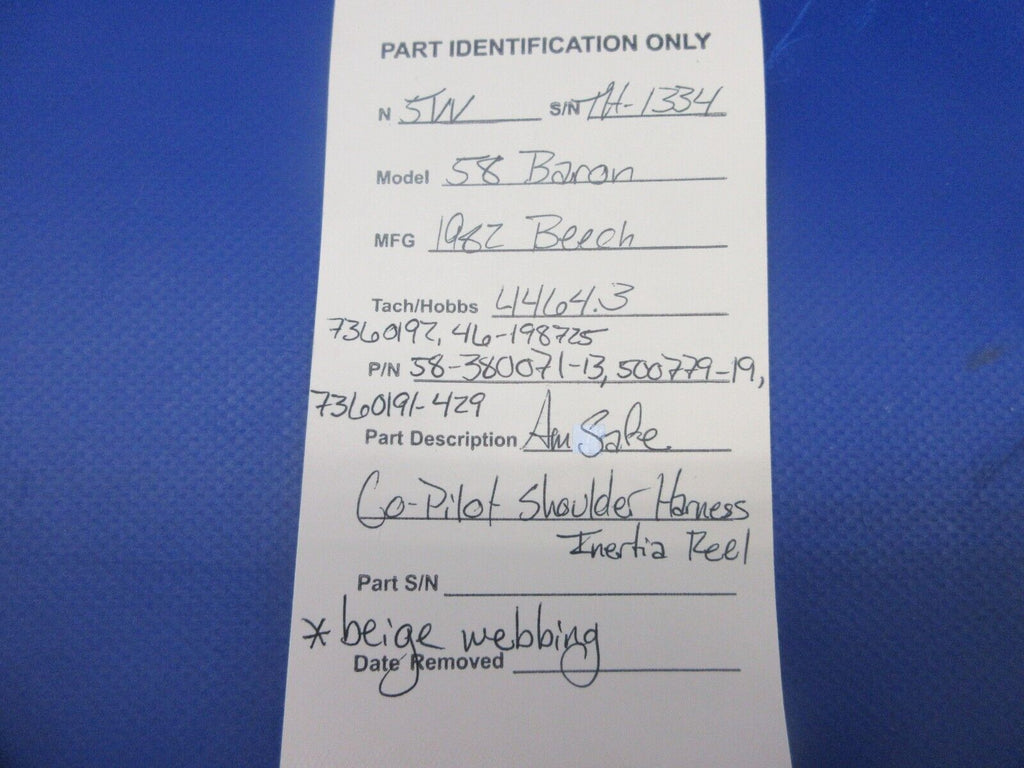 PART IDENTIFICATION ONLY
N 5W S/N TH-1334
Model 58 Baron
MFG 1982 Beech
Tach/Hobbs 4464.3
7360192, 46-198725
P/N 58-380071-13, 500779-19,
7360191-429
Part Description Am Safe
Co-Pilot Shoulder Harness
Inertia Reel
Part S/N
* beige webbing
Date Removed